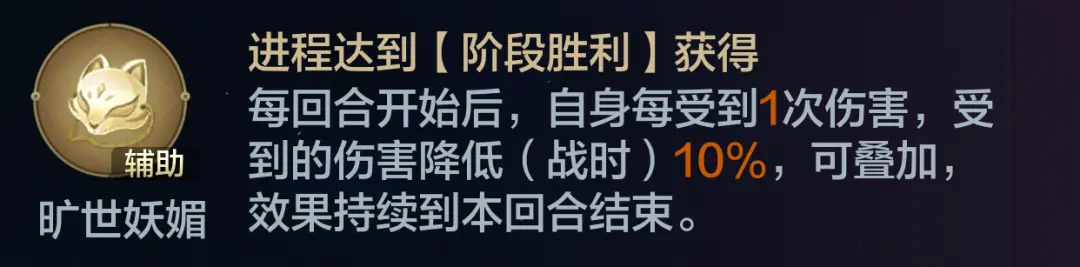 进程达到【阶段胜利】获得
每回合开始后，自身每受到1次伤害，受
到的伤害降低（战时）10%，可叠加，
效果持续到本回合结束。
辅助
旷世妖媚